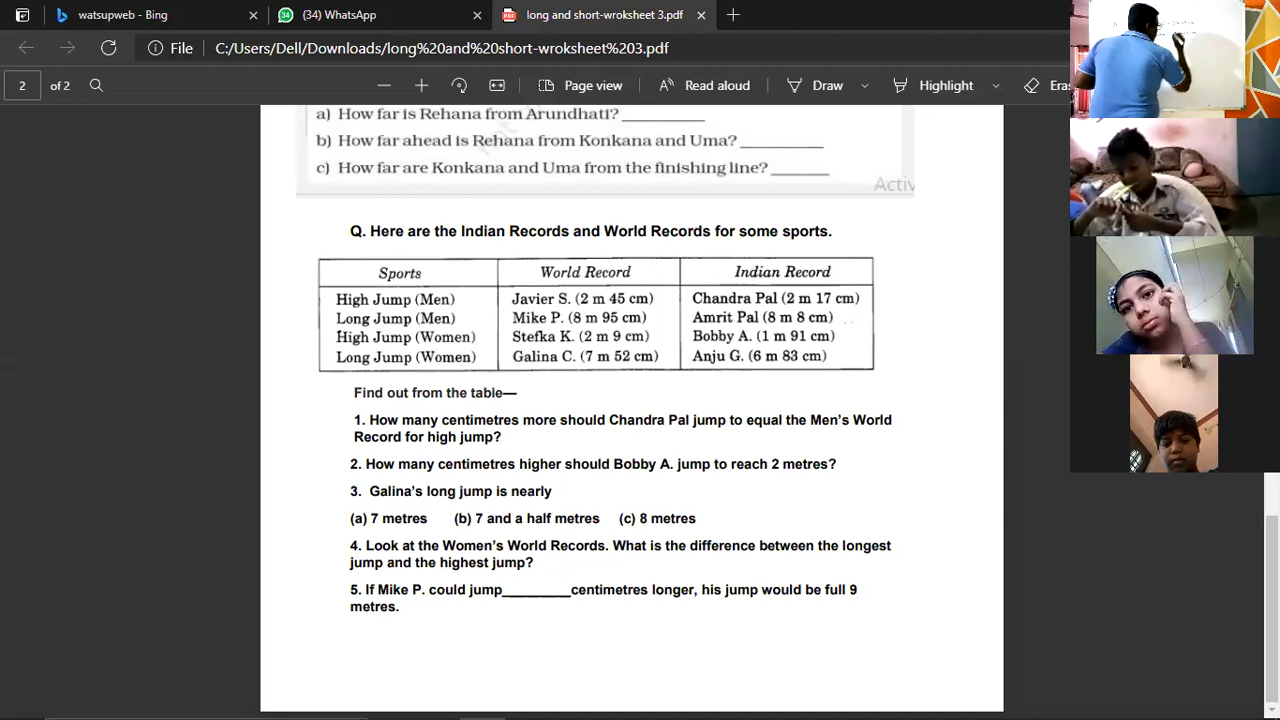 watsupweb - Bing
(34) WhatsApp
long and short-wroksheet 3.pdf
File
C:/Users/Dell/Downloads/long%20and%20short-wroksheet%203.pdf
2 of 2
Page view
Read aloud
Draw
Highlight
Eras
a) How far is Rehana from Arundhati? __________
b) How far ahead is Rehana from Konkana and Uma? __________
c) How far are Konkana and Uma from the finishing line? _______
Activ
Q. Here are the Indian Records and World Records for some sports.
Sports World Record Indian Record
High Jump (Men) Javier S. (2 m 45 cm) Chandra Pal (2 m 17 cm)
Long Jump (Men) Mike P. (8 m 95 cm) Amrit Pal (8 m 8 cm)
High Jump (Women) Stefka K. (2 m 9 cm) Bobby A. (1 m 91 cm)
Long Jump (Women) Galina C. (7 m 52 cm) Anju G. (6 m 83 cm)
Find out from the table—
1. How many centimetres more should Chandra Pal jump to equal the Men's World
Record for high jump?
2. How many centimetres higher should Bobby A. jump to reach 2 metres?
3. Galina's long jump is nearly
(a) 7 metres (b) 7 and a half metres (c) 8 metres
4. Look at the Women's World Records. What is the difference between the longest
jump and the highest jump?
5. If Mike P. could jump_________centimetres longer, his jump would be full 9
metres.